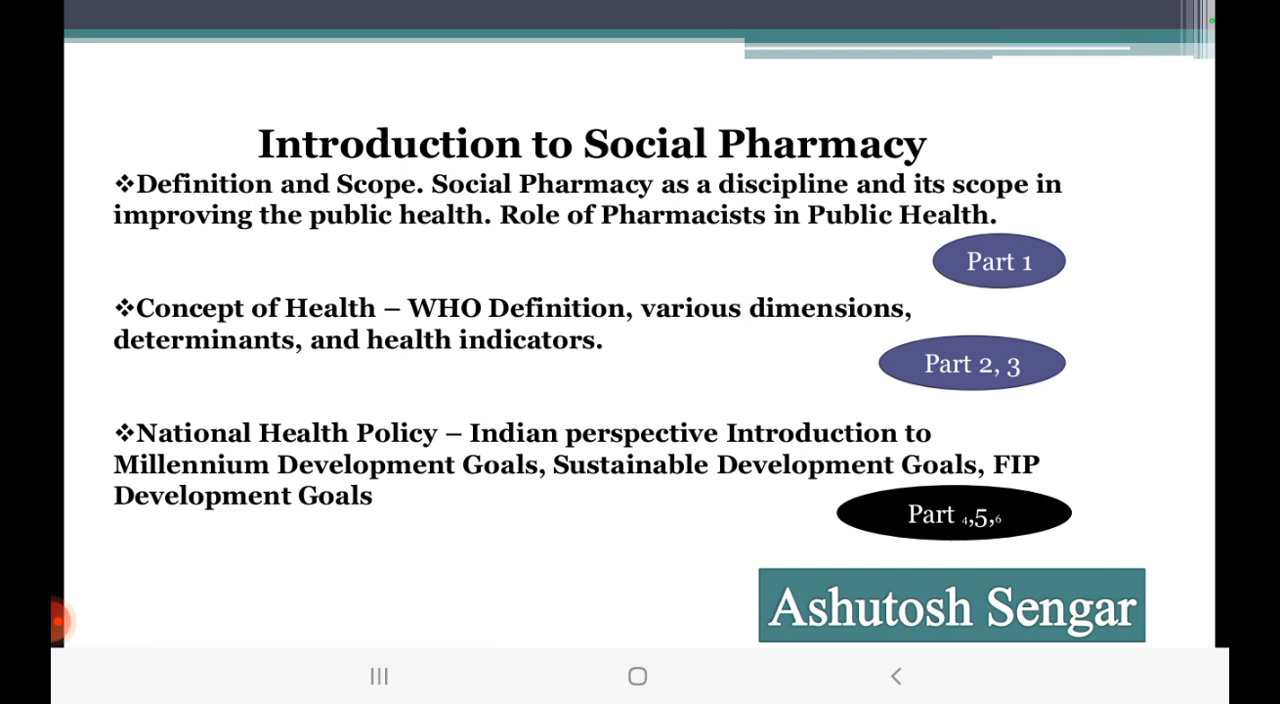 Introduction to Social Pharmacy
❖Definition and Scope. Social Pharmacy as a discipline and its scope in
improving the public health. Role of Pharmacists in Public Health.
Part 1
❖Concept of Health – WHO Definition, various dimensions,
determinants, and health indicators.
Part 2, 3
❖National Health Policy – Indian perspective Introduction to
Millennium Development Goals, Sustainable Development Goals, FIP
Development Goals
Part 4,5,6
Ashutosh Sengar